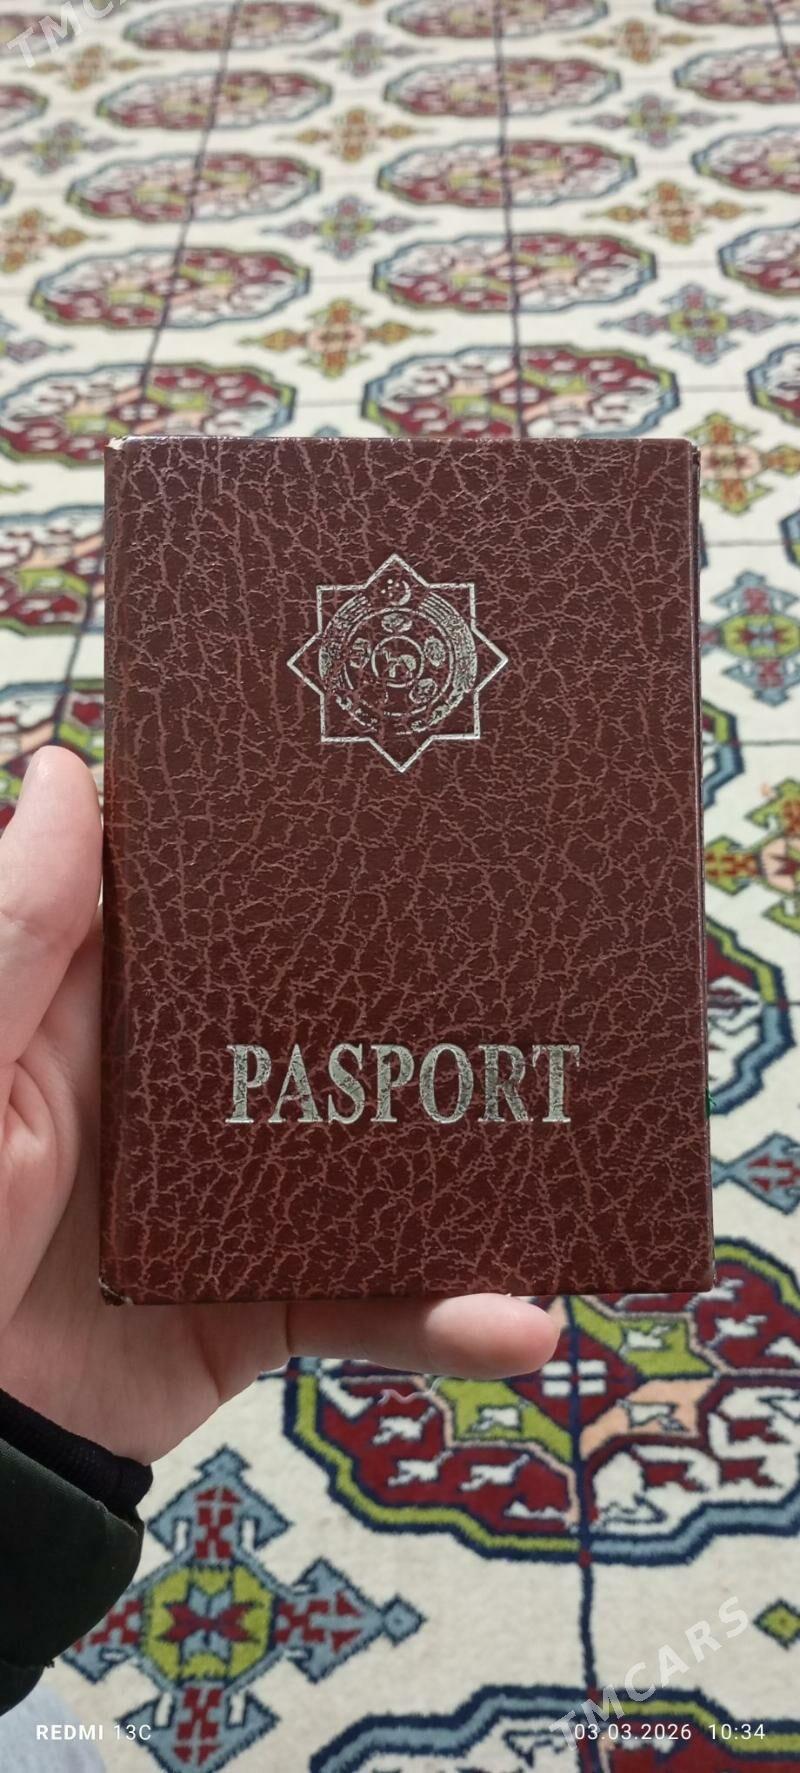 TMCARS
PASPORT
TMCARS
REDMI 13C
03.03.2026 10:34